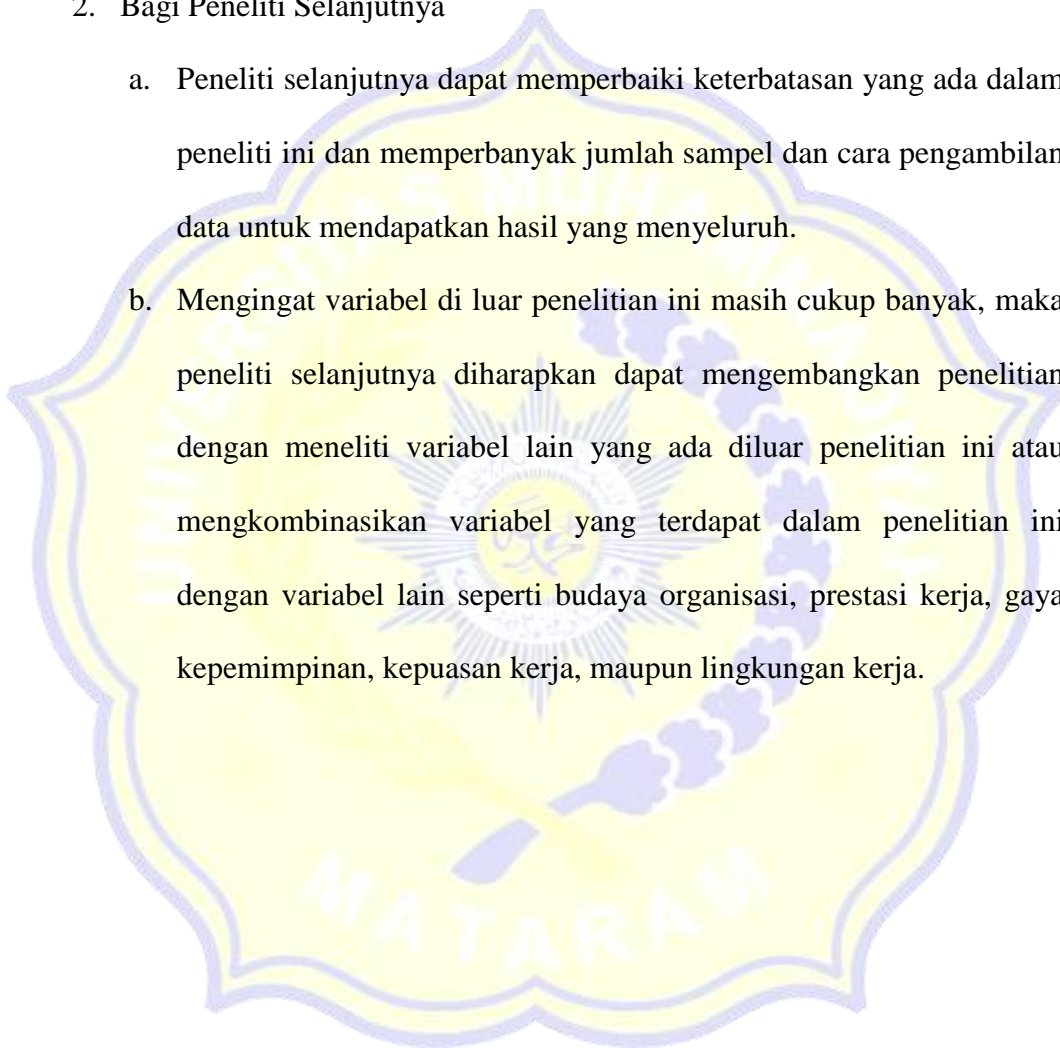 2. Bagi Peneliti Selanjutnya
a. Peneliti selanjutnya dapat memperbaiki keterbatasan yang ada dalam
peneliti ini dan memperbanyak jumlah sampel dan cara pengambilan
data untuk mendapatkan hasil yang menyeluruh.
b. Mengingat variabel di luar penelitian ini masih cukup banyak, maka
peneliti selanjutnya diharapkan dapat mengembangkan penelitian
dengan meneliti variabel lain yang ada diluar penelitian ini atau
mengkombinasikan variabel yang terdapat dalam penelitian ini
dengan variabel lain seperti budaya organisasi, prestasi kerja, gaya
kepemimpinan, kepuasan kerja, maupun lingkungan kerja.
UNIVERSITAS MUHAMMADIYAH
MATARAM